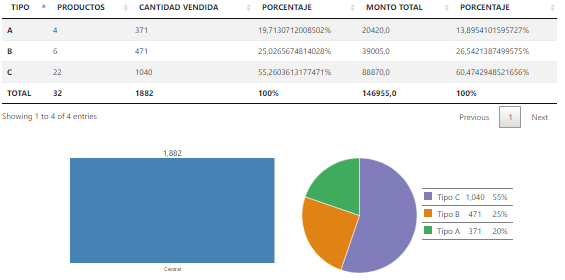 TIPO PRODUCTOS CANTIDAD VENDIDA PORCENTAJE MONTO TOTAL PORCENTAJE
A 4 371 19,7130712008502% 20420,0 13,8954101595727%
B 6 471 25,0265674814028% 39005,0 26,5421387499575%
C 22 1040 55,2603613177471% 88870,0 60,4742948521656%
TOTAL 32 1882 100% 146955,0 100%
Showing 1 to 4 of 4 entries Previous 1 Next
1,882
Central
Tipo C 1,040 55%
Tipo B 471 25%
Tipo A 371 20%